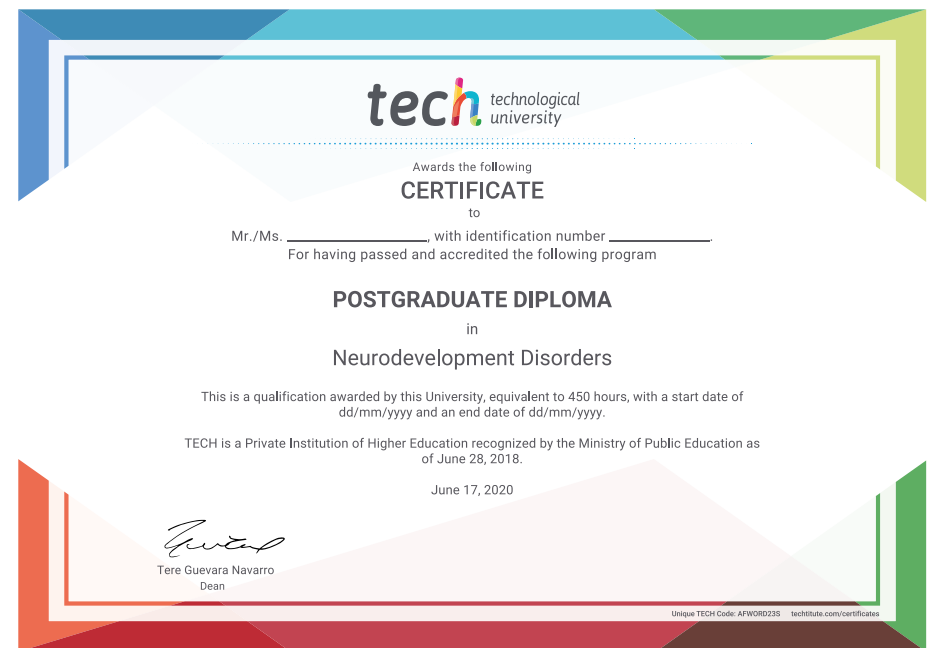 tech technological
university
Awards the following
CERTIFICATE
to
Mr./Ms. ____________, with identification number ____________.
For having passed and accredited the following program
POSTGRADUATE DIPLOMA
in
Neurodevelopment Disorders
This is a qualification awarded by this University, equivalent to 450 hours, with a start date of
dd/mm/yyyy and an end date of dd/mm/yyyy.
TECH is a Private Institution of Higher Education recognized by the Ministry of Public Education as
of June 28, 2018.
June 17, 2020
Tere Guevara Navarro
Dean
Unique TECH Code: AFWORD23S techtitute.com/certificates